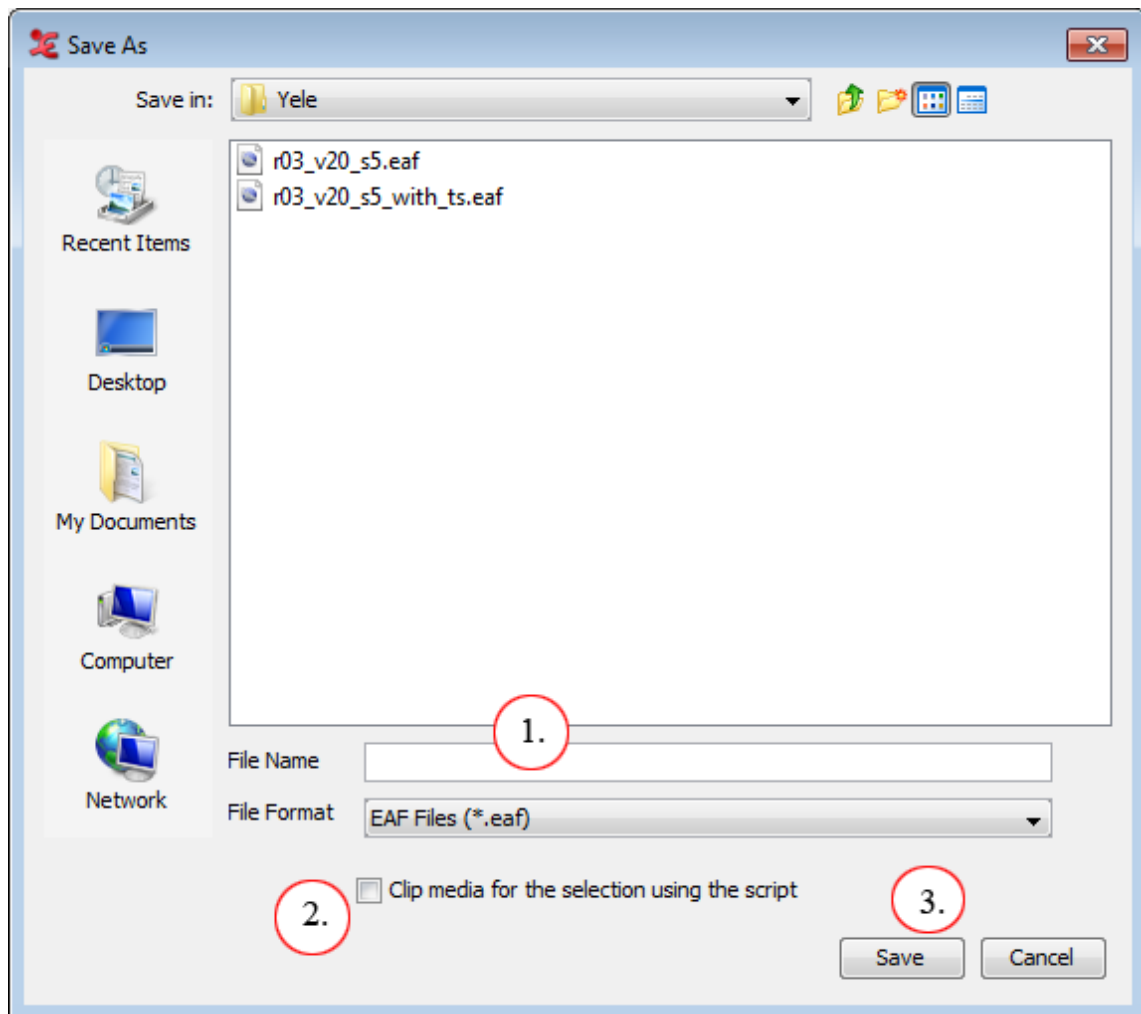 Save As
Save in: Yele
r03_v20_s5.eaf
r03_v20_s5_with_ts.eaf
Recent Items
Desktop
My Documents
Computer
Network
1.
File Name
File Format EAF Files (*.eaf)
2. Clip media for the selection using the script
3.
Save Cancel